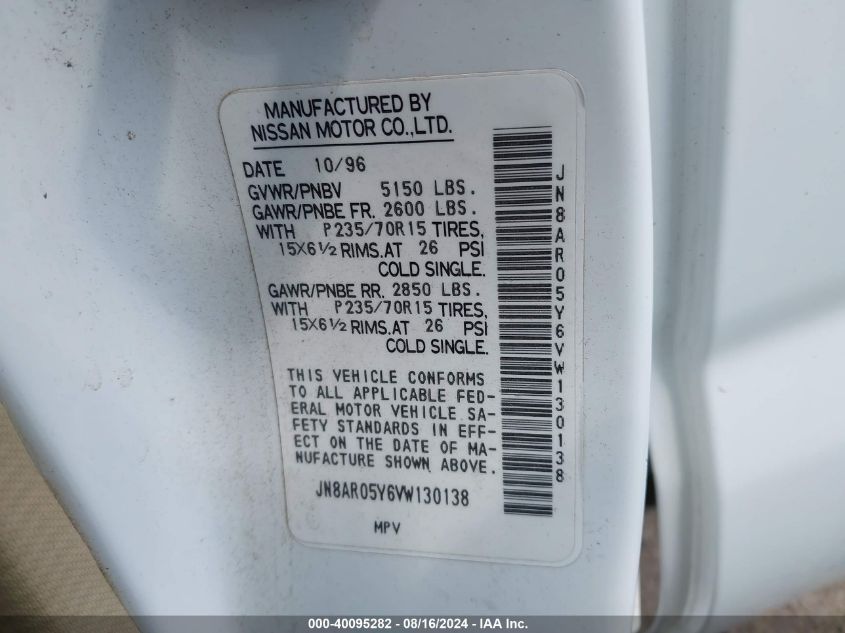 MANUFACTURED BY
NISSAN MOTOR CO.,LTD.
DATE 10/96
GVWR/PNBV 5150 LBS.
GAWR/PNBE FR. 2600 LBS.
WITH P235/70R15 TIRES,
15X6½ RIMS.AT 26 PSI
COLD SINGLE.
GAWR/PNBE RR. 2850 LBS.
WITH P235/70R15 TIRES,
15X6½ RIMS.AT 26 PSI
COLD SINGLE.
THIS VEHICLE CONFORMS
TO ALL APPLICABLE FED-
ERAL MOTOR VEHICLE SA-
FETY STANDARDS IN EFF-
ECT ON THE DATE OF MA-
NUFACTURE SHOWN ABOVE.
JN8AR05Y6VW130138
MPV
JN8AR05Y6VW130138
000-40095282 - 08/16/2024 - IAAI.com - Copyright © 2024 IAA, Inc.